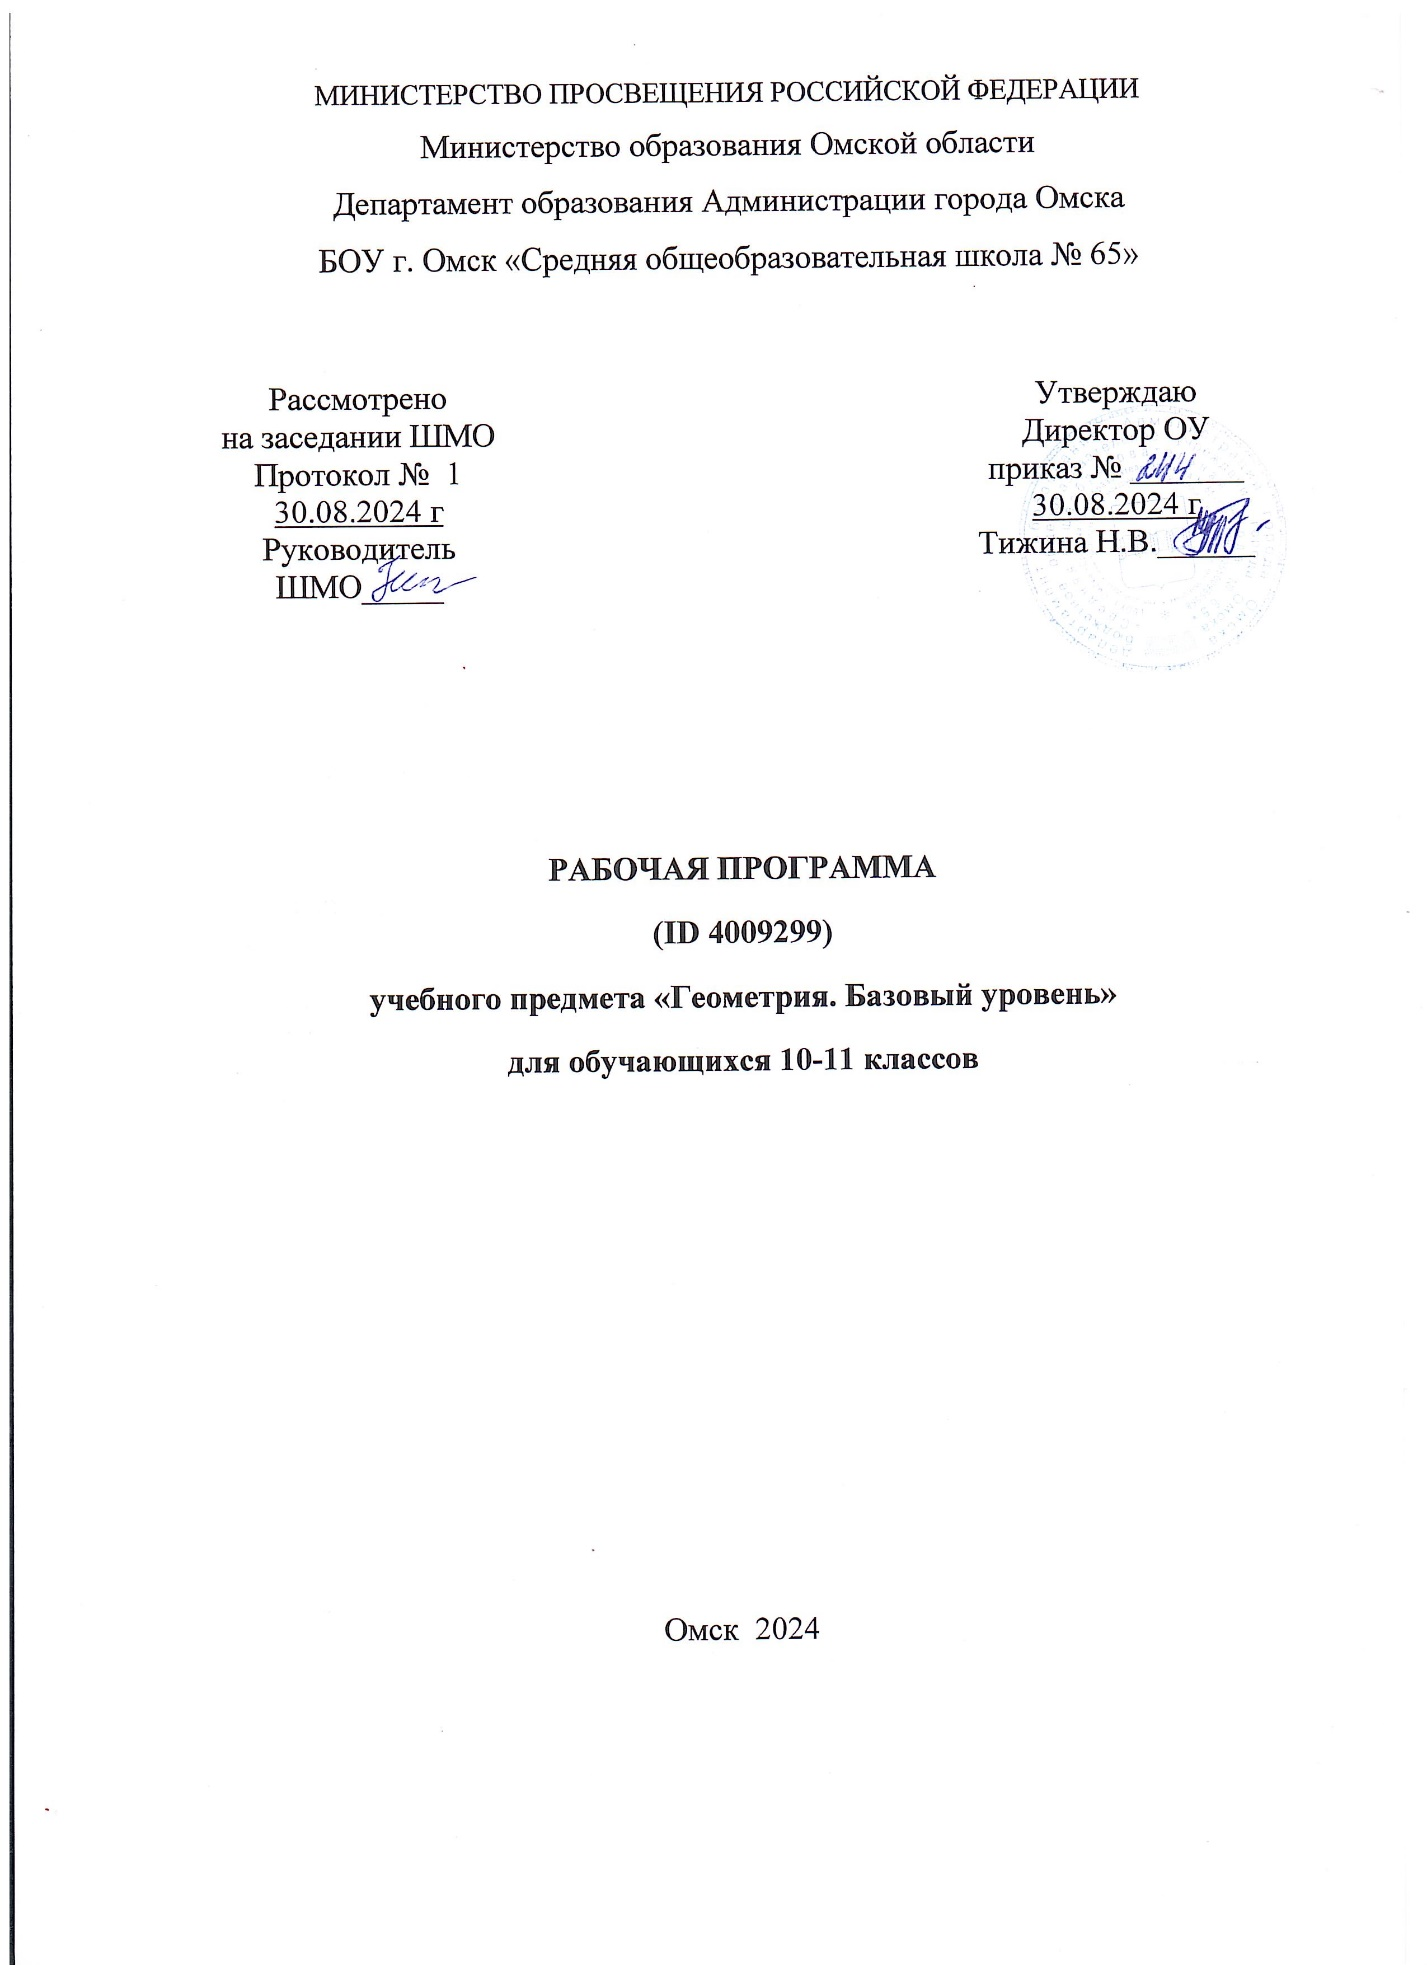 МИНИСТЕРСТВО ПРОСВЕЩЕНИЯ РОССИЙСКОЙ ФЕДЕРАЦИИ
Министерство образования Омской области
Департамент образования Администрации города Омска
БОУ г. Омск «Средняя общеобразовательная школа № 65»
Рассмотрено
на заседании ШМО
Протокол № 1
30.08.2024 г
Руководитель
ШМО
Утверждаю
Директор ОУ
приказ № 244
30.08.2024 г.
Тижина Н.В.
РАБОЧАЯ ПРОГРАММА
(ID 4009299)
учебного предмета «Геометрия. Базовый уровень»
для обучающихся 10-11 классов
Омск 2024